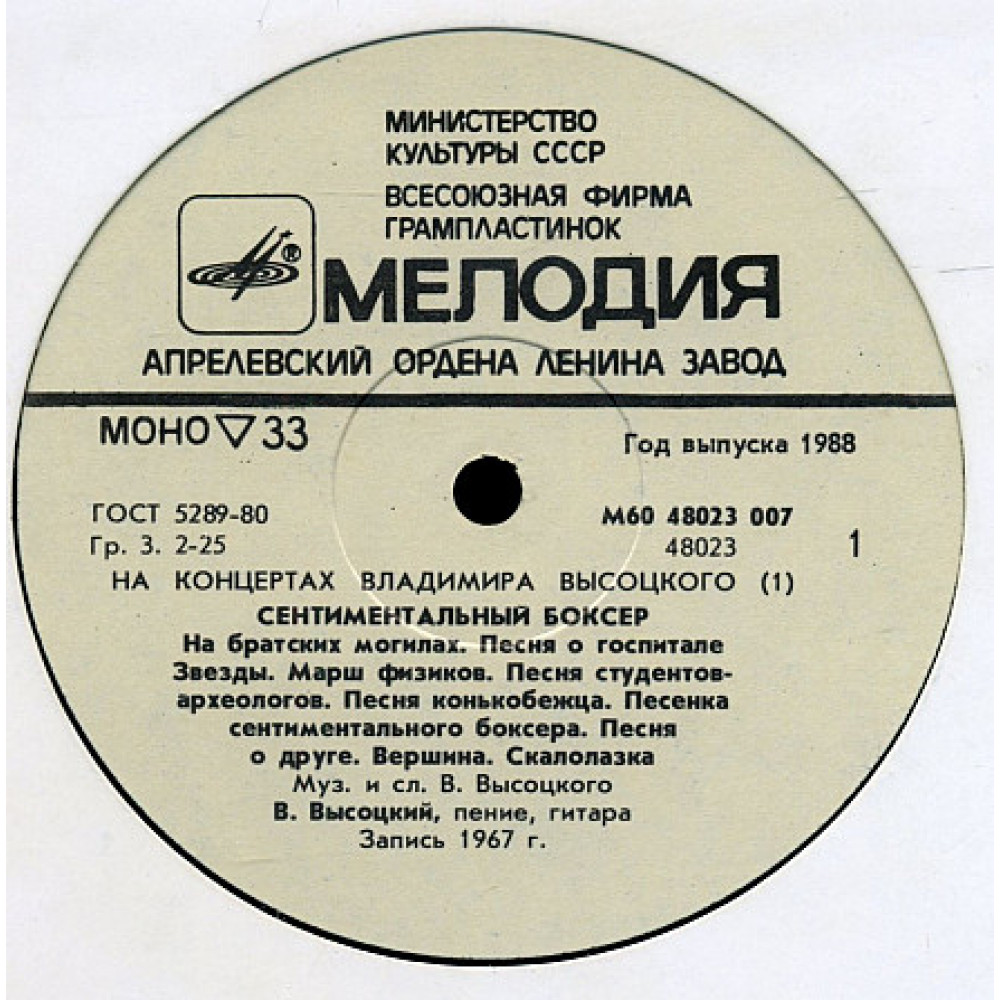 МИНИСТЕРСТВО
КУЛЬТУРЫ СССР
ВСЕСОЮЗНАЯ ФИРМА
ГРАМПЛАСТИНОК
®
МЕЛОДИЯ
АПРЕЛЕВСКИЙ ОРДЕНА ЛЕНИНА ЗАВОД
МОНО ▽ 33
Год выпуска 1988
ГОСТ 5289-80
М60 48023 007
Гр. 3. 2-25
48023
1
НА КОНЦЕРТАХ ВЛАДИМИРА ВЫСОЦКОГО (1)
СЕНТИМЕНТАЛЬНЫЙ БОКСЕР
На братских могилах. Песня о госпитале
Звезды. Марш физиков. Песня студентов-
археологов. Песня конькобежца. Песенка
сентиментального боксера. Песня
о друге. Вершина. Скалолазка
Муз. и сл. В. Высоцкого
В. Высоцкий, пение, гитара
Запись 1967 г.